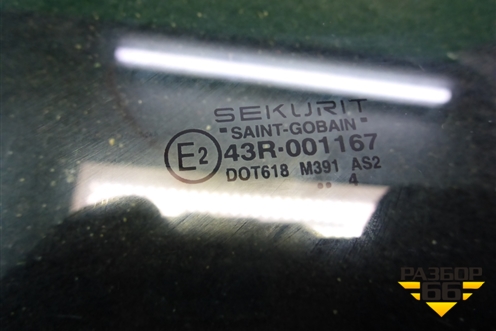 SEKURIT
SAINT-GOBAIN
E2 43R-001167
DOT618 M391 AS2
.. 4
РАЗБОР
66